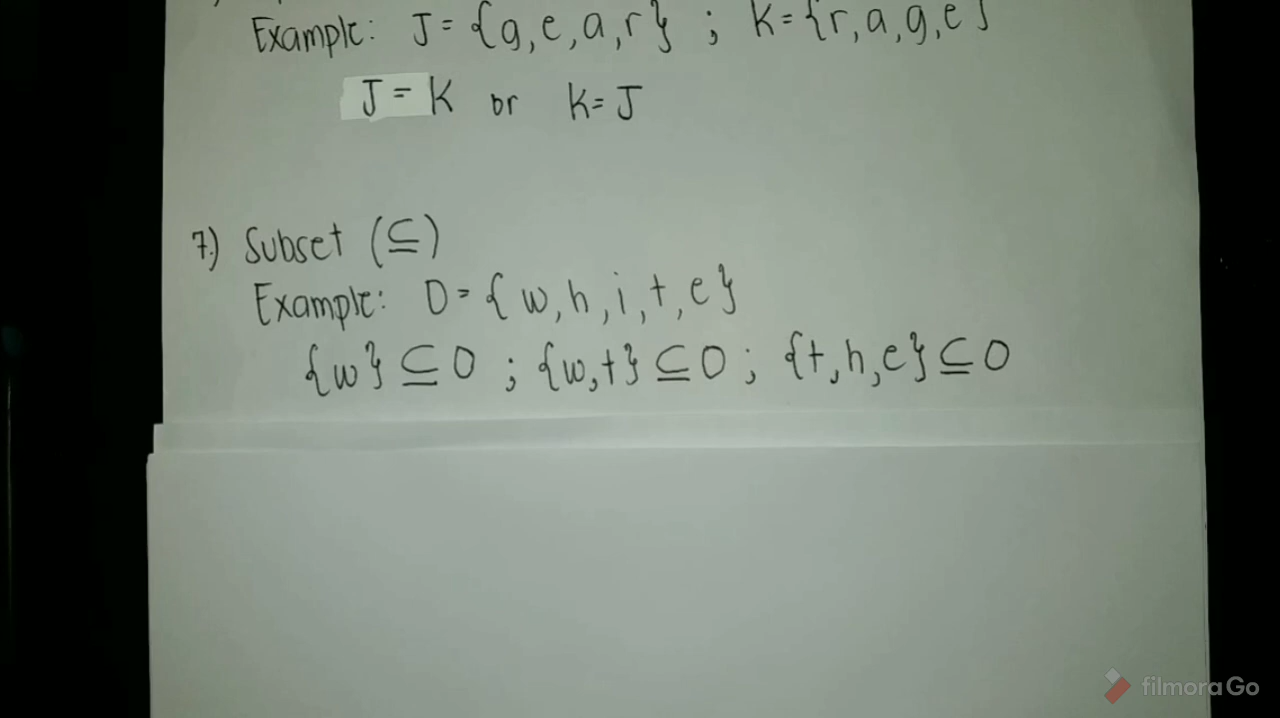 Example: J = {g, e, a, r} ; K = {r, a, g, e}
J = K or K = J
7.) Subset (⊆)
Example: O = { w, h, i, t, e }
{w} ⊆ O ; {w, t} ⊆ O ; {t, h, e} ⊆ O
filmoraGo